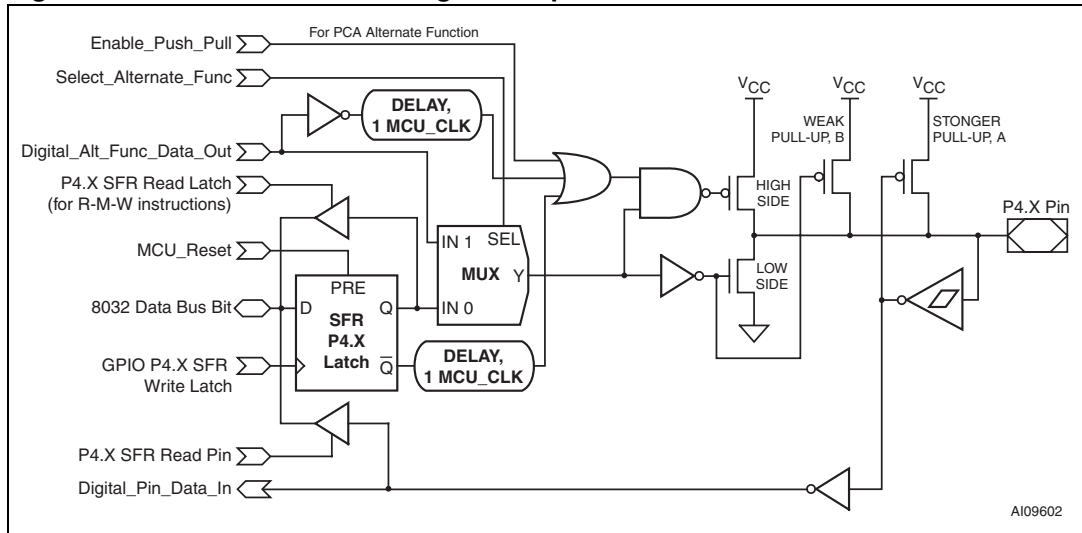 Enable_Push_Pull
For PCA Alternate Function
Select_Alternate_Func
DELAY,
1 MCU_CLK
Digital_Alt_Func_Data_Out
P4.X SFR Read Latch
(for R-M-W instructions)
MCU_Reset
8032 Data Bus Bit
GPIO P4.X SFR
Write Latch
P4.X SFR Read Pin
Digital_Pin_Data_In
PRE
D
Q
SFR
P4.X
Latch
Q
IN 1
SEL
MUX
Y
IN 0
DELAY,
1 MCU_CLK
VCC
HIGH
SIDE
LOW
SIDE
VCC
WEAK
PULL-UP, B
VCC
STONGER
PULL-UP, A
P4.X Pin
AI09602